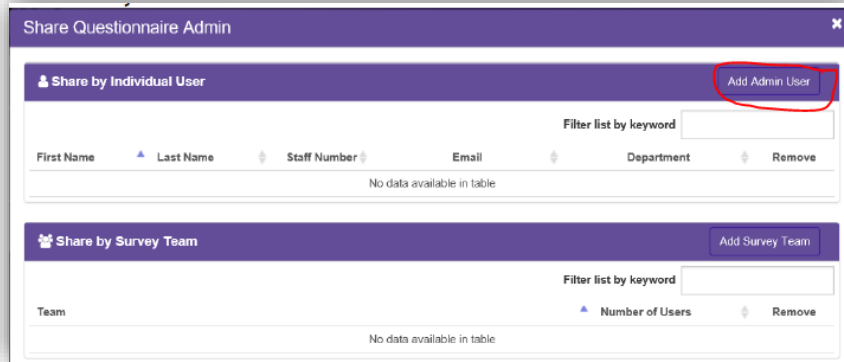 Share Questionnaire Admin ×
Share by Individual User Add Admin User
Filter list by keyword
First Name Last Name Staff Number Email Department Remove
No data available in table
Share by Survey Team Add Survey Team
Filter list by keyword
Team Number of Users Remove
No data available in table